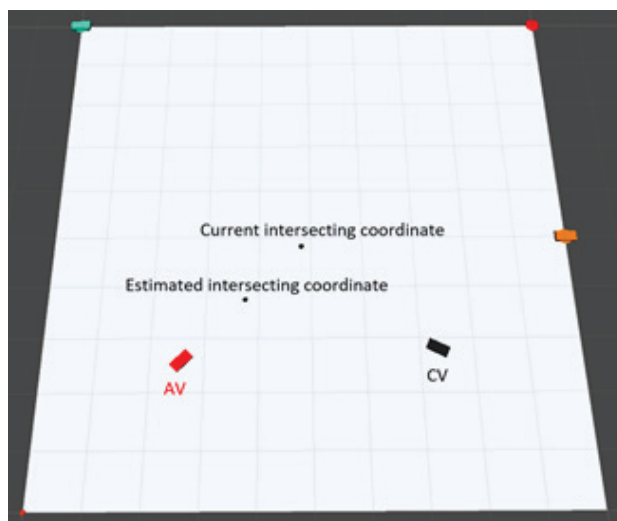 Current intersecting coordinate
Estimated intersecting coordinate
AV
CV